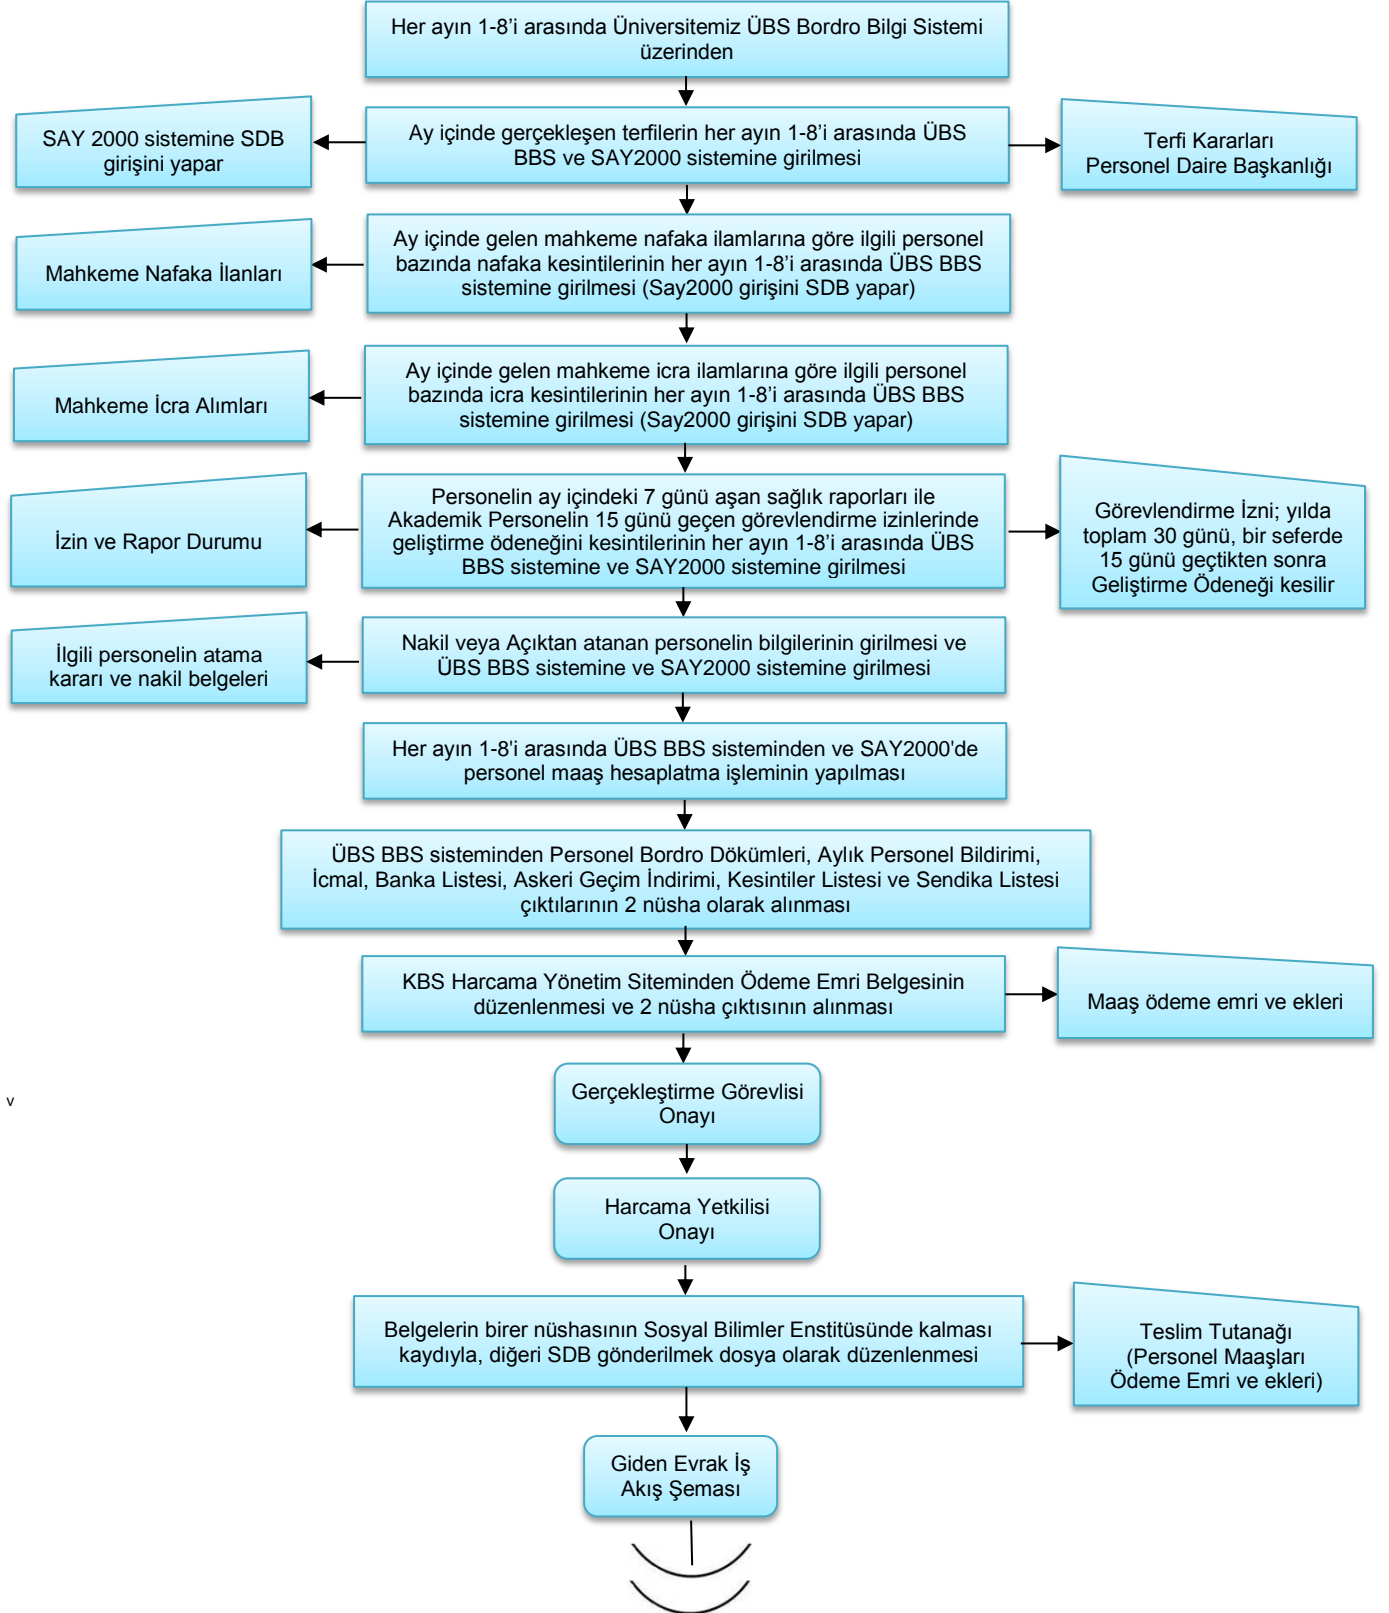 Her ayın 1-8’i arasında Üniversitemiz ÜBS Bordro Bilgi Sistemi
üzerinden
SAY 2000 sistemine SDB
girişini yapar
Ay içinde gerçekleşen terfilerin her ayın 1-8’i arasında ÜBS
BBS ve SAY2000 sistemine girilmesi
Terfi Kararları
Personel Daire Başkanlığı
Mahkeme Nafaka İlanları
Ay içinde gelen mahkeme nafaka ilamlarına göre ilgili personel
bazında nafaka kesintilerinin her ayın 1-8’i arasında ÜBS BBS
sistemine girilmesi (Say2000 girişini SDB yapar)
Mahkeme İcra Alımları
Ay içinde gelen mahkeme icra ilamlarına göre ilgili personel
bazında icra kesintilerinin her ayın 1-8’i arasında ÜBS BBS
sistemine girilmesi (Say2000 girişini SDB yapar)
İzin ve Rapor Durumu
Personelin ay içindeki 7 günü aşan sağlık raporları ile
Akademik Personelin 15 günü geçen görevlendirme izinlerinde
geliştirme ödeneğini kesintilerinin her ayın 1-8’i arasında ÜBS
BBS sistemine ve SAY2000 sistemine girilmesi
Görevlendirme İzni; yılda
toplam 30 günü, bir seferde
15 günü geçtikten sonra
Geliştirme Ödeneği kesilir
İlgili personelin atama
kararı ve nakil belgeleri
Nakil veya Açıktan atanan personelin bilgilerinin girilmesi ve
ÜBS BBS sistemine ve SAY2000 sistemine girilmesi
Her ayın 1-8'i arasında ÜBS BBS sisteminden ve SAY2000'de
personel maaş hesaplatma işleminin yapılması
ÜBS BBS sisteminden Personel Bordro Dökümleri, Aylık Personel Bildirimi,
İcmal, Banka Listesi, Askeri Geçim İndirimi, Kesintiler Listesi ve Sendika Listesi
çıktılarının 2 nüsha olarak alınması
KBS Harcama Yönetim Siteminden Ödeme Emri Belgesinin
düzenlenmesi ve 2 nüsha çıktısının alınması
Maaş ödeme emri ve ekleri
Gerçekleştirme Görevlisi
Onayı
v
Harcama Yetkilisi
Onayı
Belgelerin birer nüshasının Sosyal Bilimler Enstitüsünde kalması
kaydıyla, diğeri SDB gönderilmek dosya olarak düzenlenmesi
Teslim Tutanağı
(Personel Maaşları
Ödeme Emri ve ekleri)
Giden Evrak İş
Akış Şeması